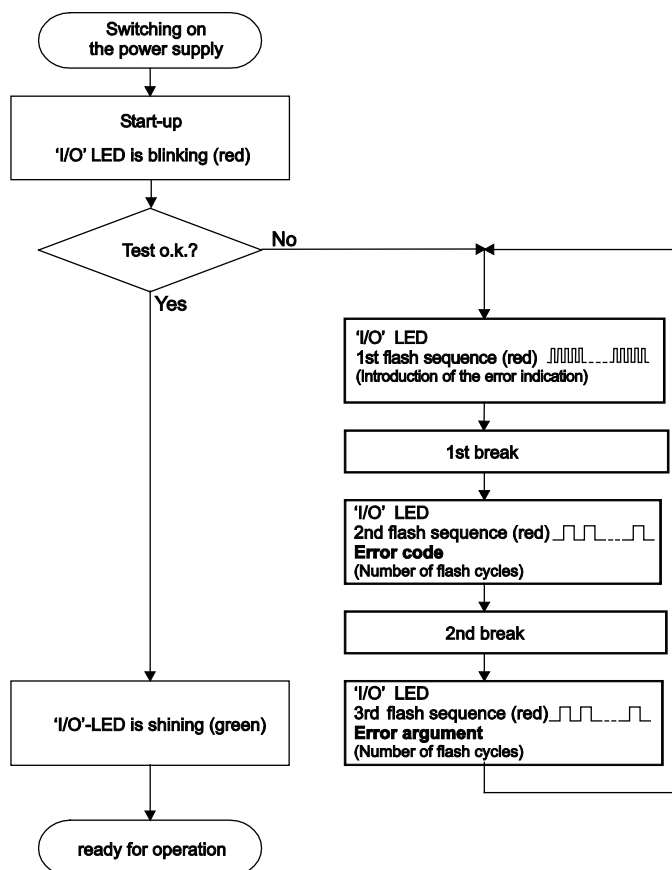 Switching on
the power supply
Start-up
'I/O' LED is blinking (red)
Test o.k.?
No
Yes
'I/O' LED
1st flash sequence (red)
(Introduction of the error indication)
1st break
'I/O' LED
2nd flash sequence (red)
Error code
(Number of flash cycles)
2nd break
'I/O' LED
3rd flash sequence (red)
Error argument
(Number of flash cycles)
'I/O'-LED is shining (green)
ready for operation